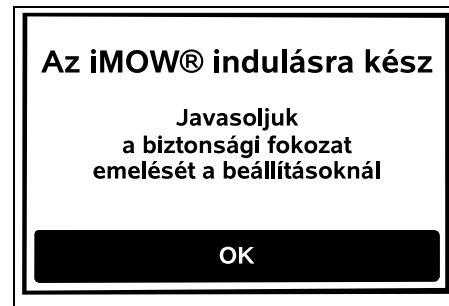 Az iMOW® indulásra kész
Javasoljuk
a biztonsági fokozat
emelését a beállításoknál
OK